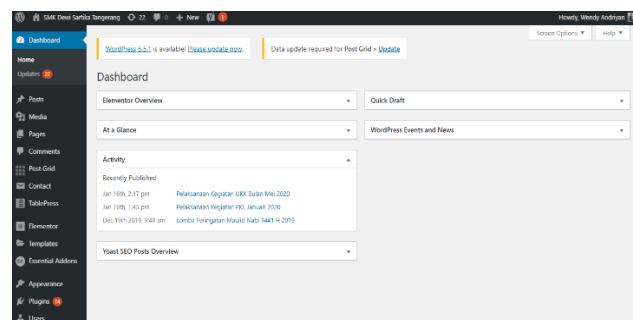 SMK Dewi Sartika Tangerang 22 0 + New 1 Howdy, Wendy Andriyan
Dashboard
Screen Options ▼ Help ▼
Home
Updates 22
WordPress 5.5.1 is available! Please update now.
Data update required for Post Grid » Update
Dashboard
Posts
Media
Pages
Comments
Post Grid
Contact
TablePress
Elementor
Templates
Essential Addons
Appearance
Plugins 14
Users
Elementor Overview
Quick Draft
At a Glance
WordPress Events and News
Activity
Recently Published
Jan 16th, 2:17 pm Pelaksanaan Kegiatan UKK Bulan Mei 2020
Jan 16th, 1:43 pm Pelaksanaan Kegiatan PKL Januari 2020
Dec 19th 2019, 9:48 am Lomba Peringatan Maulid Nabi 1441 H 2019
Yoast SEO Posts Overview